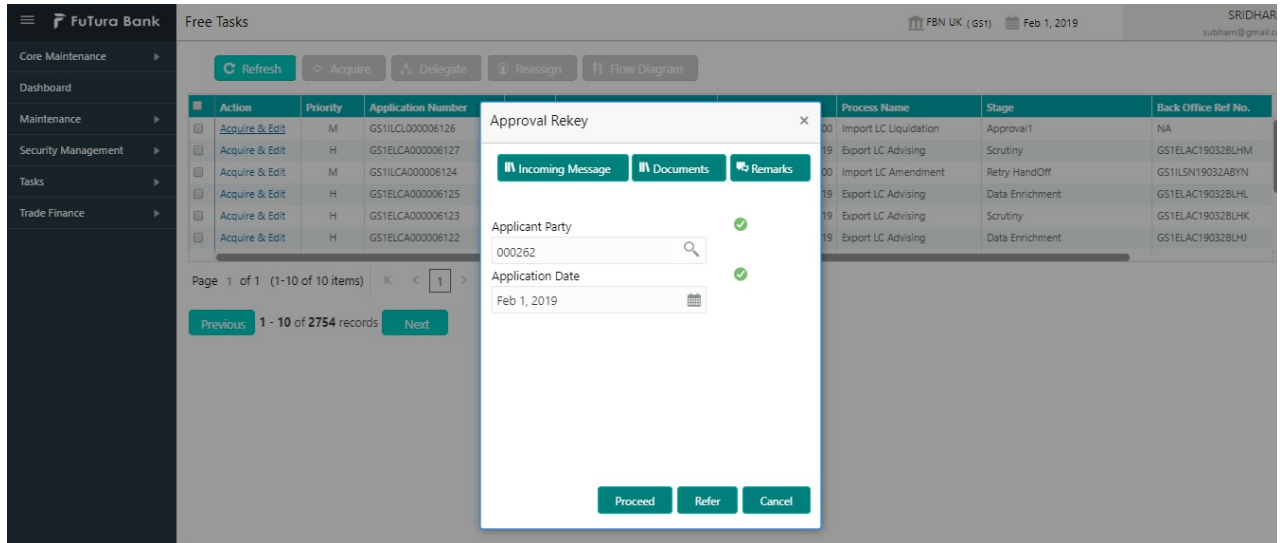 FuTura Bank
Free Tasks
FBN UK ( GS1) Feb 1, 2019
SRIDHAR
subham@gmail.c
Core Maintenance
Dashboard
Maintenance
Security Management
Tasks
Trade Finance
Refresh Acquire Delegate Reassign Flow Diagram
Action Priority Application Number Process Name Stage Back Office Ref No.
Acquire & Edit M GS1ILCL000006126 00 Import LC Liquidation Approval1 NA
Acquire & Edit H GS1ELCA000006127 19 Export LC Advising Scrutiny GS1ELAC19032BLHM
Acquire & Edit M GS1ILCA000006124 00 Import LC Amendment Retry HandOff GS1ILSN19032ABYN
Acquire & Edit H GS1ELCA000006125 19 Export LC Advising Data Enrichment GS1ELAC19032BLHL
Acquire & Edit H GS1ELCA000006123 19 Export LC Advising Scrutiny GS1ELAC19032BLHK
Acquire & Edit H GS1ELCA000006122 19 Export LC Advising Data Enrichment GS1ELAC19032BLHJ
Page 1 of 1 (1-10 of 10 items) K < 1 >
Previous 1 - 10 of 2754 records Next
Approval Rekey ×
Incoming Message Documents Remarks
Applicant Party
000262
Application Date
Feb 1, 2019
Proceed Refer Cancel